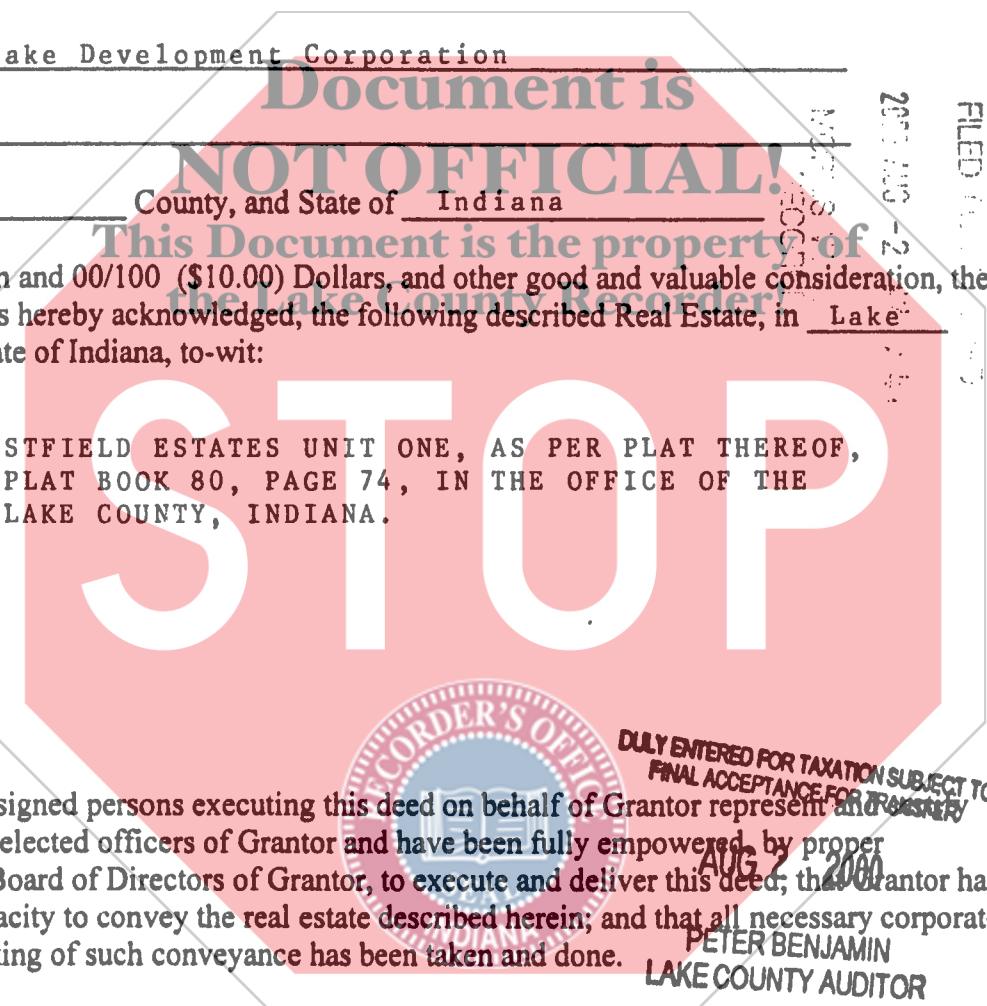 ake Development Corporation
Document is
NOT OFFICIAL!
County, and State of Indiana
This Document is the property of
n and 00/100 ($10.00) Dollars, and other good and valuable consideration, the
the Lake County Recorder!
s hereby acknowledged, the following described Real Estate, in Lake
te of Indiana, to-wit:
FILED
STOP
STFIELD ESTATES UNIT ONE, AS PER PLAT THEREOF,
PLAT BOOK 80, PAGE 74, IN THE OFFICE OF THE
LAKE COUNTY, INDIANA.
RECORDER'S OFFICE
SEAL
INDIANA
DULY ENTERED FOR TAXATION SUBJECT TO
FINAL ACCEPTANCE FOR TRANSFER
signed persons executing this deed on behalf of Grantor represent and certify
elected officers of Grantor and have been fully empowered, by proper
AUG 2 2000
Board of Directors of Grantor, to execute and deliver this deed; that Grantor ha
acity to convey the real estate described herein; and that all necessary corporat
king of such conveyance has been taken and done.
PETER BENJAMIN
LAKE COUNTY AUDITOR